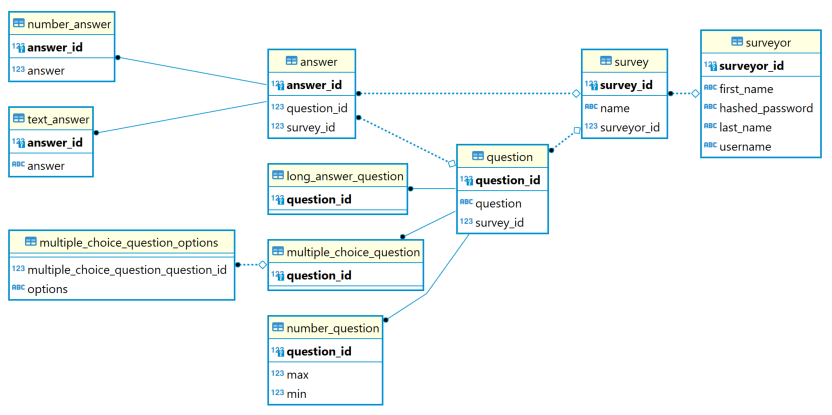 number_answer
123 answer_id
123 answer
text_answer
123 answer_id
ABC answer
answer
123 answer_id
123 question_id
123 survey_id
survey
123 survey_id
ABC name
123 surveyor_id
surveyor
123 surveyor_id
ABC first_name
ABC hashed_password
ABC last_name
ABC username
question
123 question_id
ABC question
123 survey_id
long_answer_question
123 question_id
multiple_choice_question_options
123 multiple_choice_question_question_id
ABC options
multiple_choice_question
123 question_id
number_question
123 question_id
123 max
123 min